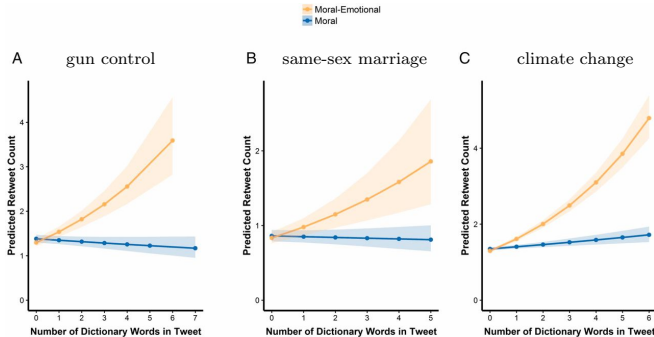 Moral-Emotional
Moral
A gun control
B same-sex marriage
C climate change
Predicted Retweet Count
4
3
2
1
0
0 1 2 3 4 5 6 7
Number of Dictionary Words in Tweet
Predicted Retweet Count
2
1
0
0 1 2 3 4 5
Number of Dictionary Words in Tweet
Predicted Retweet Count
4
2
0
0 1 2 3 4 5 6
Number of Dictionary Words in Tweet